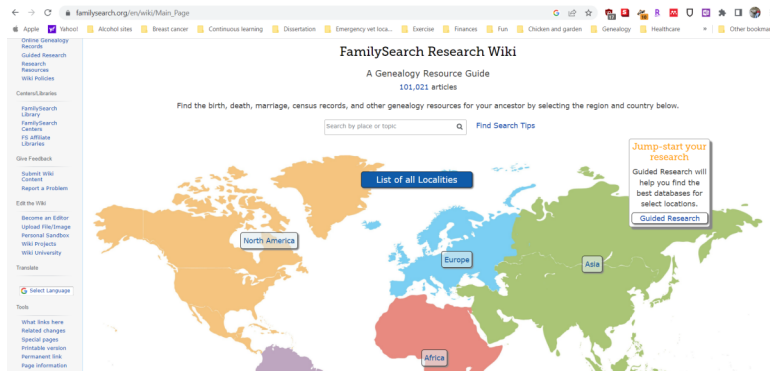 familysearch.org/en/wiki/Main_Page
Apple Yahoo! Alcohol sites Breast cancer Continuous learning Dissertation Emergency vet loca... Exercise Finances Fun Chicken and garden Genealogy Healthcare » Other bookma
Online Genealogy
Records
Guided Research
Research
Resources
Wiki Policies
Centers/Libraries
FamilySearch
Library
FamilySearch
Centers
FS Affiliate
Libraries
Give Feedback
Submit Wiki
Content
Report a Problem
Edit the Wiki
Become an Editor
Upload File/Image
Personal Sandbox
Wiki Projects
Wiki University
Translate
G Select Language
Tools
What links here
Related changes
Special pages
Printable version
Permanent link
Page information
FamilySearch Research Wiki
A Genealogy Resource Guide
101,021 articles
Find the birth, death, marriage, census records, and other genealogy resources for your ancestor by selecting the region and country below.
Search by place or topic
Find Search Tips
List of all Localities
Jump-start your
research
Guided Research will
help you find the
best databases for
select locations.
Guided Research
North America
Europe
Asia
Africa